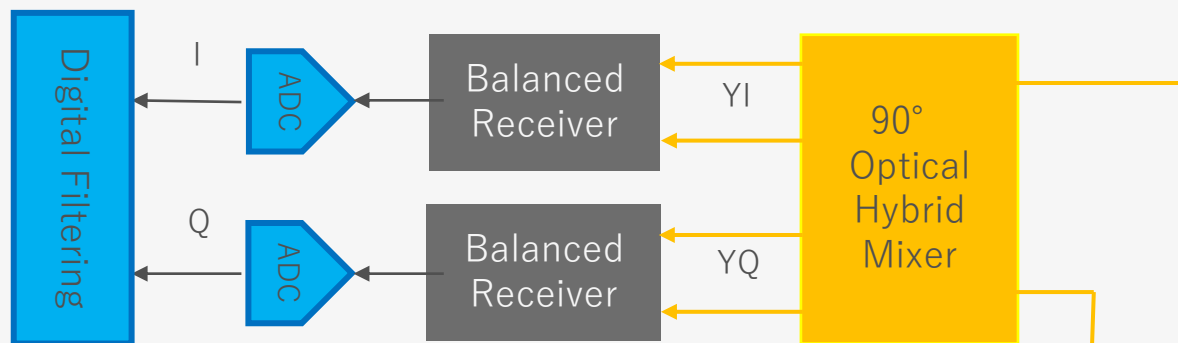 Digital Filtering
I
ADC
Balanced
Receiver
YI
90°
Optical
Hybrid
Mixer
Q
ADC
Balanced
Receiver
YQ